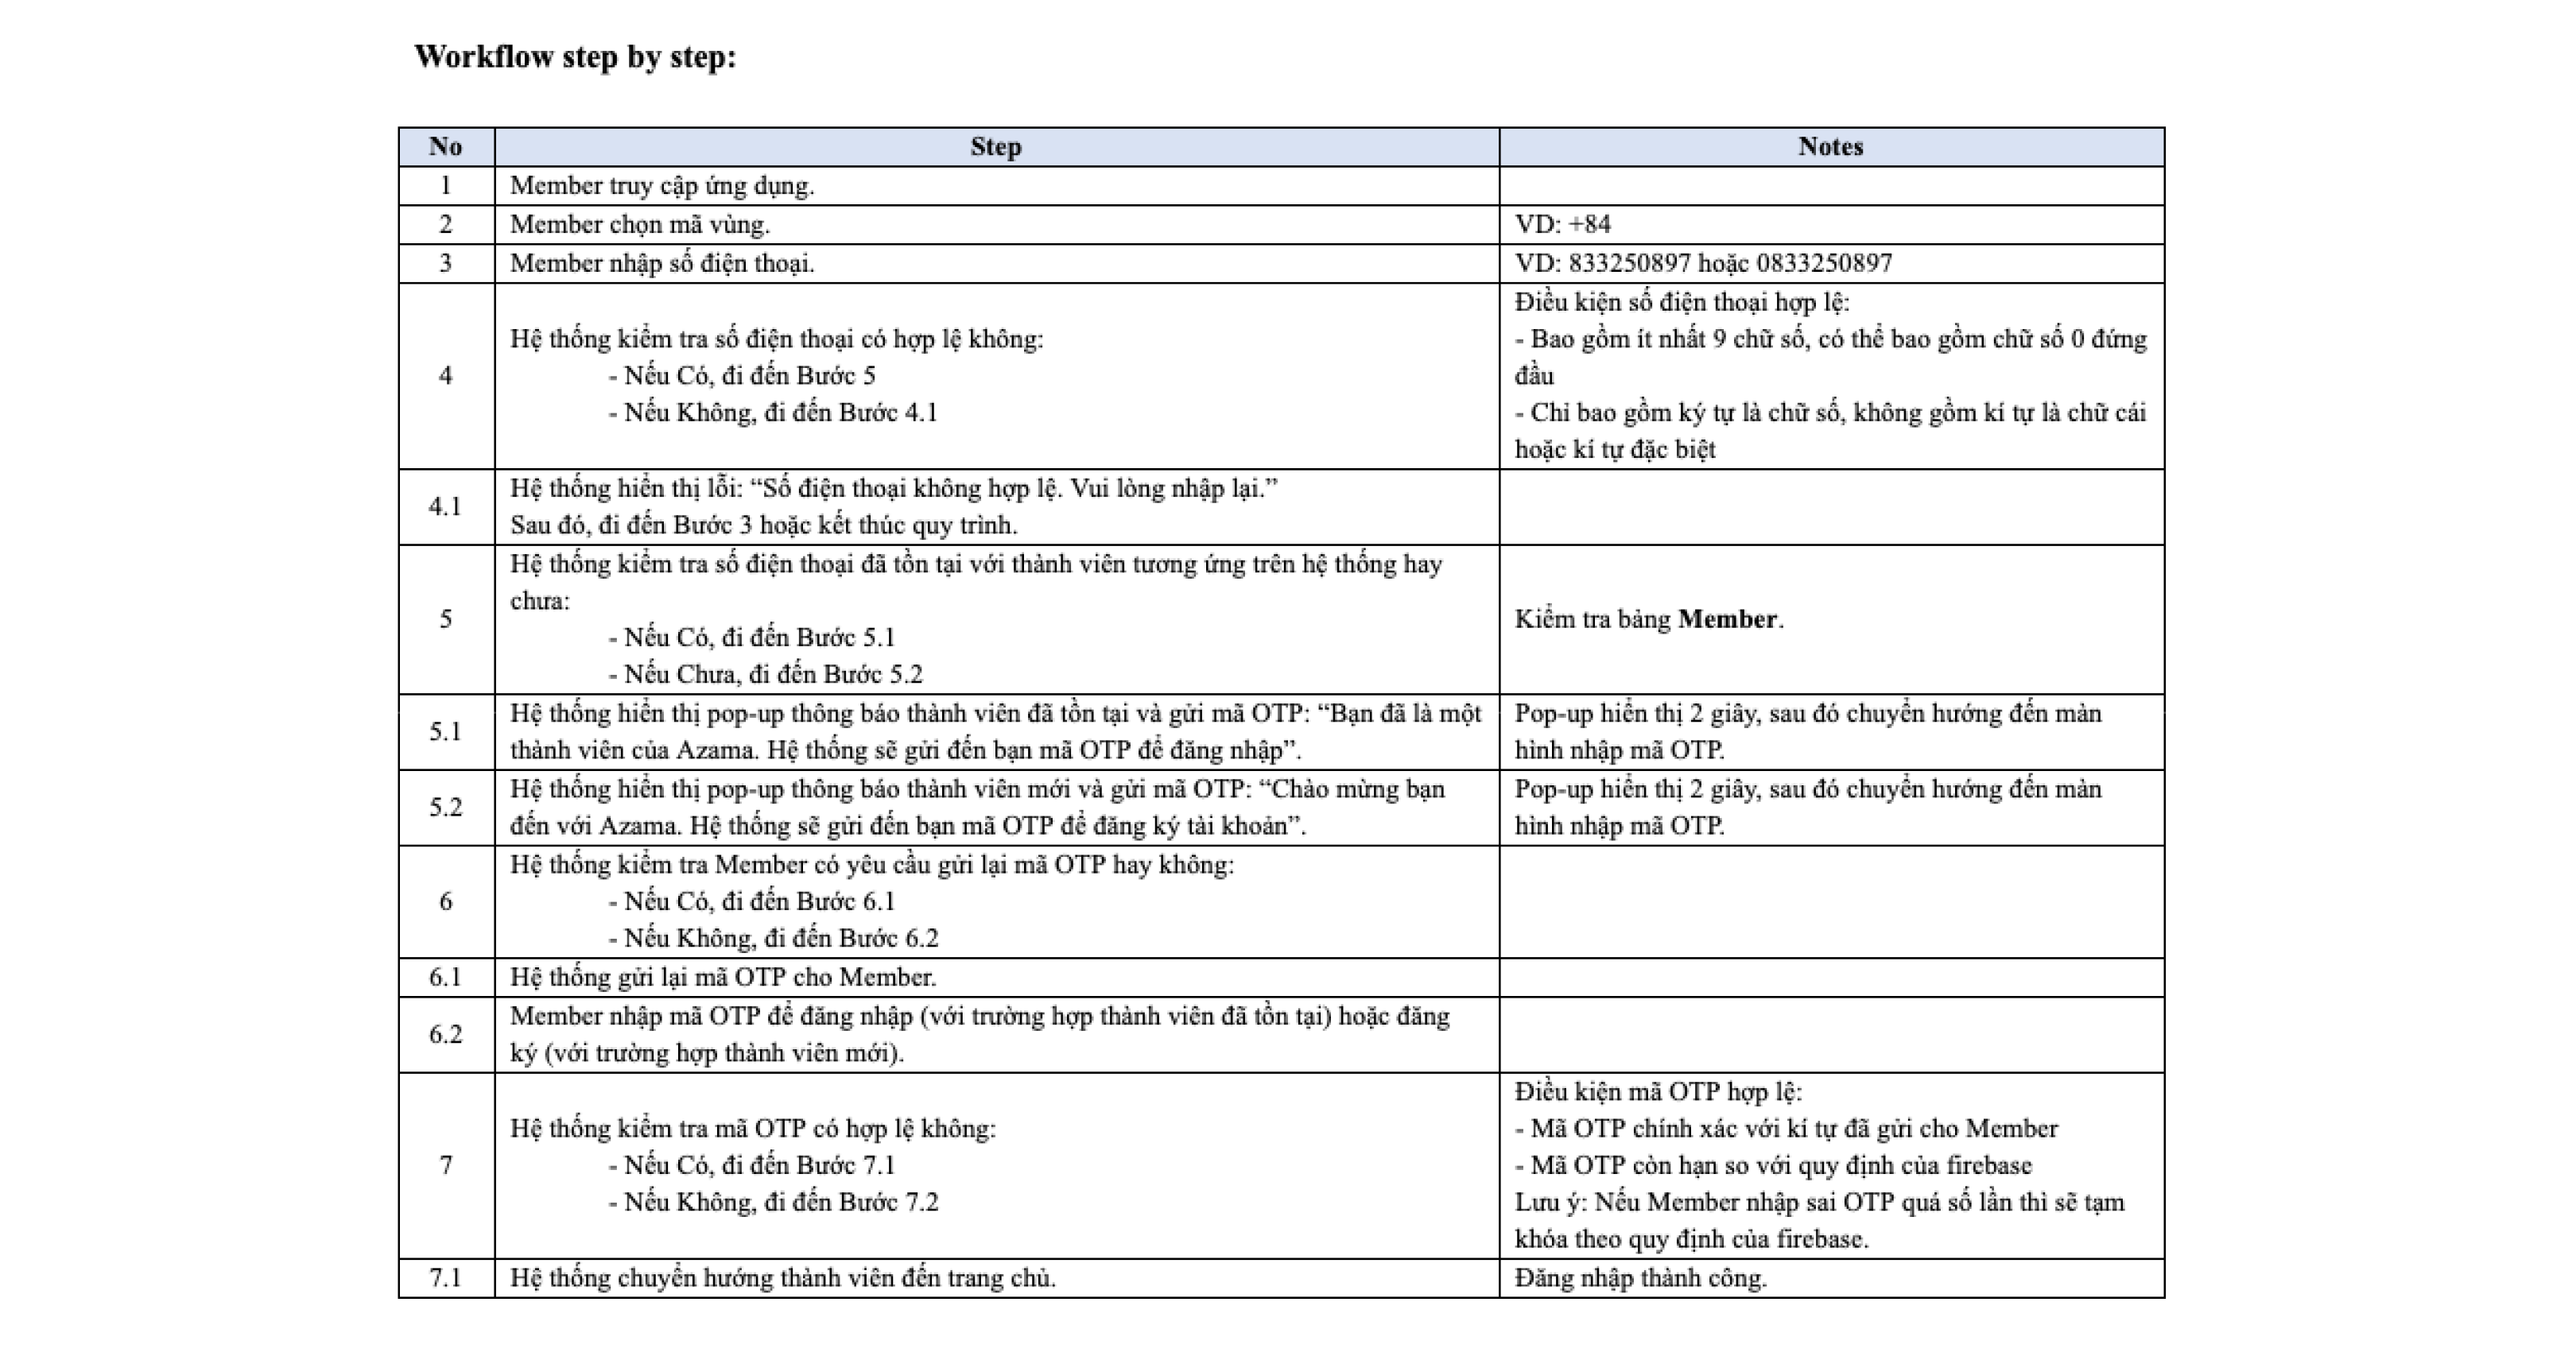 Workflow step by step:
No Step Notes
1 Member truy cập ứng dụng.
2 Member chọn mã vùng. VD: +84
3 Member nhập số điện thoại. VD: 833250897 hoặc 0833250897
4
Hệ thống kiểm tra số điện thoại có hợp lệ không:
- Nếu Có, đi đến Bước 5
- Nếu Không, đi đến Bước 4.1
Điều kiện số điện thoại hợp lệ:
- Bao gồm ít nhất 9 chữ số, có thể bao gồm chữ số 0 đứng
đầu
- Chỉ bao gồm ký tự là chữ số, không gồm kí tự là chữ cái
hoặc kí tự đặc biệt
4.1
Hệ thống hiển thị lỗi: “Số điện thoại không hợp lệ. Vui lòng nhập lại.”
Sau đó, đi đến Bước 3 hoặc kết thúc quy trình.
5
Hệ thống kiểm tra số điện thoại đã tồn tại với thành viên tương ứng trên hệ thống hay
chưa:
- Nếu Có, đi đến Bước 5.1
- Nếu Chưa, đi đến Bước 5.2
Kiểm tra bảng Member.
5.1
Hệ thống hiển thị pop-up thông báo thành viên đã tồn tại và gửi mã OTP: “Bạn đã là một
thành viên của Azama. Hệ thống sẽ gửi đến bạn mã OTP để đăng nhập”.
Pop-up hiển thị 2 giây, sau đó chuyển hướng đến màn
hình nhập mã OTP.
5.2
Hệ thống hiển thị pop-up thông báo thành viên mới và gửi mã OTP: “Chào mừng bạn
đến với Azama. Hệ thống sẽ gửi đến bạn mã OTP để đăng ký tài khoản”.
Pop-up hiển thị 2 giây, sau đó chuyển hướng đến màn
hình nhập mã OTP.
6
Hệ thống kiểm tra Member có yêu cầu gửi lại mã OTP hay không:
- Nếu Có, đi đến Bước 6.1
- Nếu Không, đi đến Bước 6.2
6.1 Hệ thống gửi lại mã OTP cho Member.
6.2
Member nhập mã OTP để đăng nhập (với trường hợp thành viên đã tồn tại) hoặc đăng
ký (với trường hợp thành viên mới).
7
Hệ thống kiểm tra mã OTP có hợp lệ không:
- Nếu Có, đi đến Bước 7.1
- Nếu Không, đi đến Bước 7.2
Điều kiện mã OTP hợp lệ:
- Mã OTP chính xác với kí tự đã gửi cho Member
- Mã OTP còn hạn so với quy định của firebase
Lưu ý: Nếu Member nhập sai OTP quá số lần thì sẽ tạm
khóa theo quy định của firebase.
7.1 Hệ thống chuyển hướng thành viên đến trang chủ. Đăng nhập thành công.